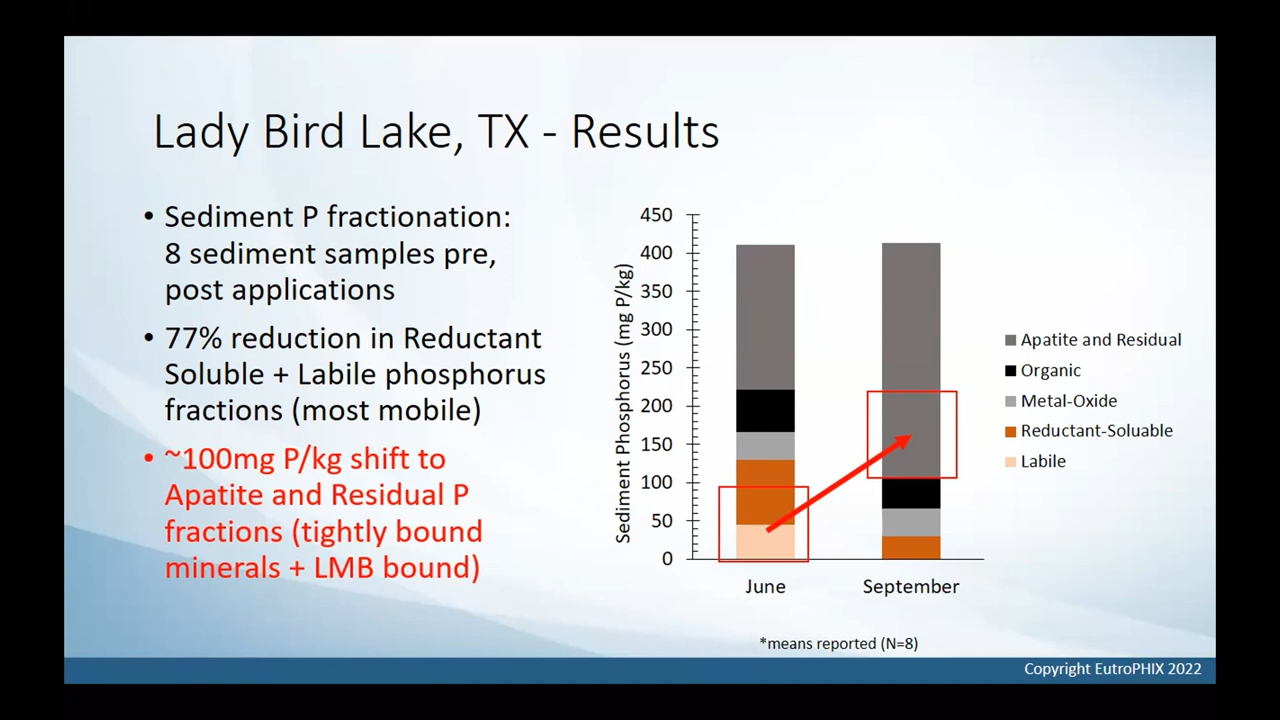 Lady Bird Lake, TX - Results
• Sediment P fractionation:
8 sediment samples pre,
post applications
• 77% reduction in Reductant
Soluble + Labile phosphorus
fractions (most mobile)
• ~100mg P/kg shift to
Apatite and Residual P
fractions (tightly bound
minerals + LMB bound)
Sediment Phosphorus (mg P/kg)
450
400
350
300
250
200
150
100
50
0
June
September
Apatite and Residual
Organic
Metal-Oxide
Reductant-Soluable
Labile
*means reported (N=8)
Copyright EutroPHIX 2022